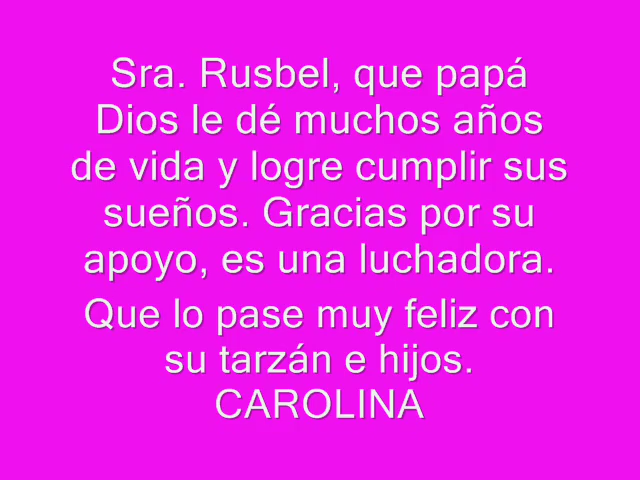 Sra. Rusbel, que papá
Dios le dé muchos años
de vida y logre cumplir sus
sueños. Gracias por su
apoyo, es una luchadora.
Que lo pase muy feliz con
su tarzán e hijos.
CAROLINA